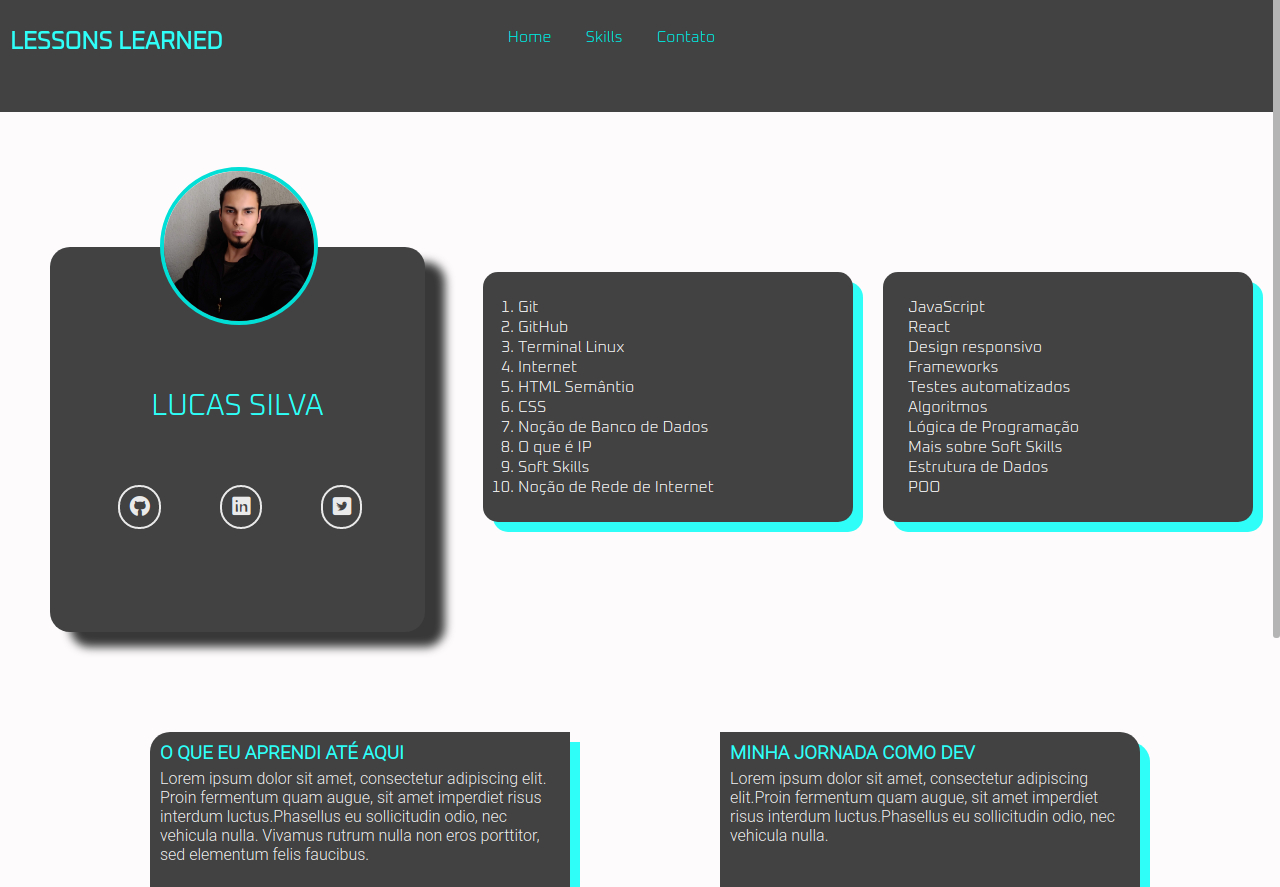 LESSONS LEARNED
Home Skills Contato
LUCAS SILVA
1. Git
2. GitHub
3. Terminal Linux
4. Internet
5. HTML Semântio
6. CSS
7. Noção de Banco de Dados
8. O que é IP
9. Soft Skills
10. Noção de Rede de Internet
JavaScript
React
Design responsivo
Frameworks
Testes automatizados
Algoritmos
Lógica de Programação
Mais sobre Soft Skills
Estrutura de Dados
POO
O QUE EU APRENDI ATÉ AQUI
Lorem ipsum dolor sit amet, consectetur adipiscing elit.
Proin fermentum quam augue, sit amet imperdiet risus
interdum luctus.Phasellus eu sollicitudin odio, nec
vehicula nulla. Vivamus rutrum nulla non eros porttitor,
sed elementum felis faucibus.
MINHA JORNADA COMO DEV
Lorem ipsum dolor sit amet, consectetur adipiscing
elit.Proin fermentum quam augue, sit amet imperdiet
risus interdum luctus.Phasellus eu sollicitudin odio, nec
vehicula nulla.